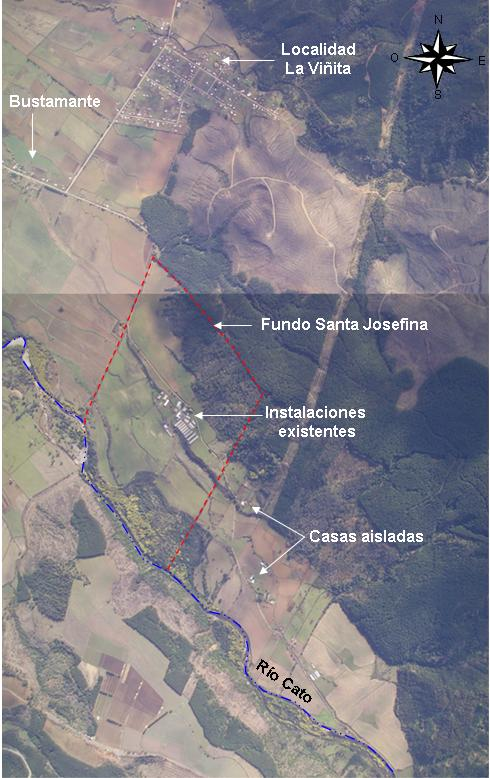 N
O E
S
Localidad
La Viñita
Bustamante
Fundo Santa Josefina
Instalaciones
existentes
Casas aisladas
Río Cato